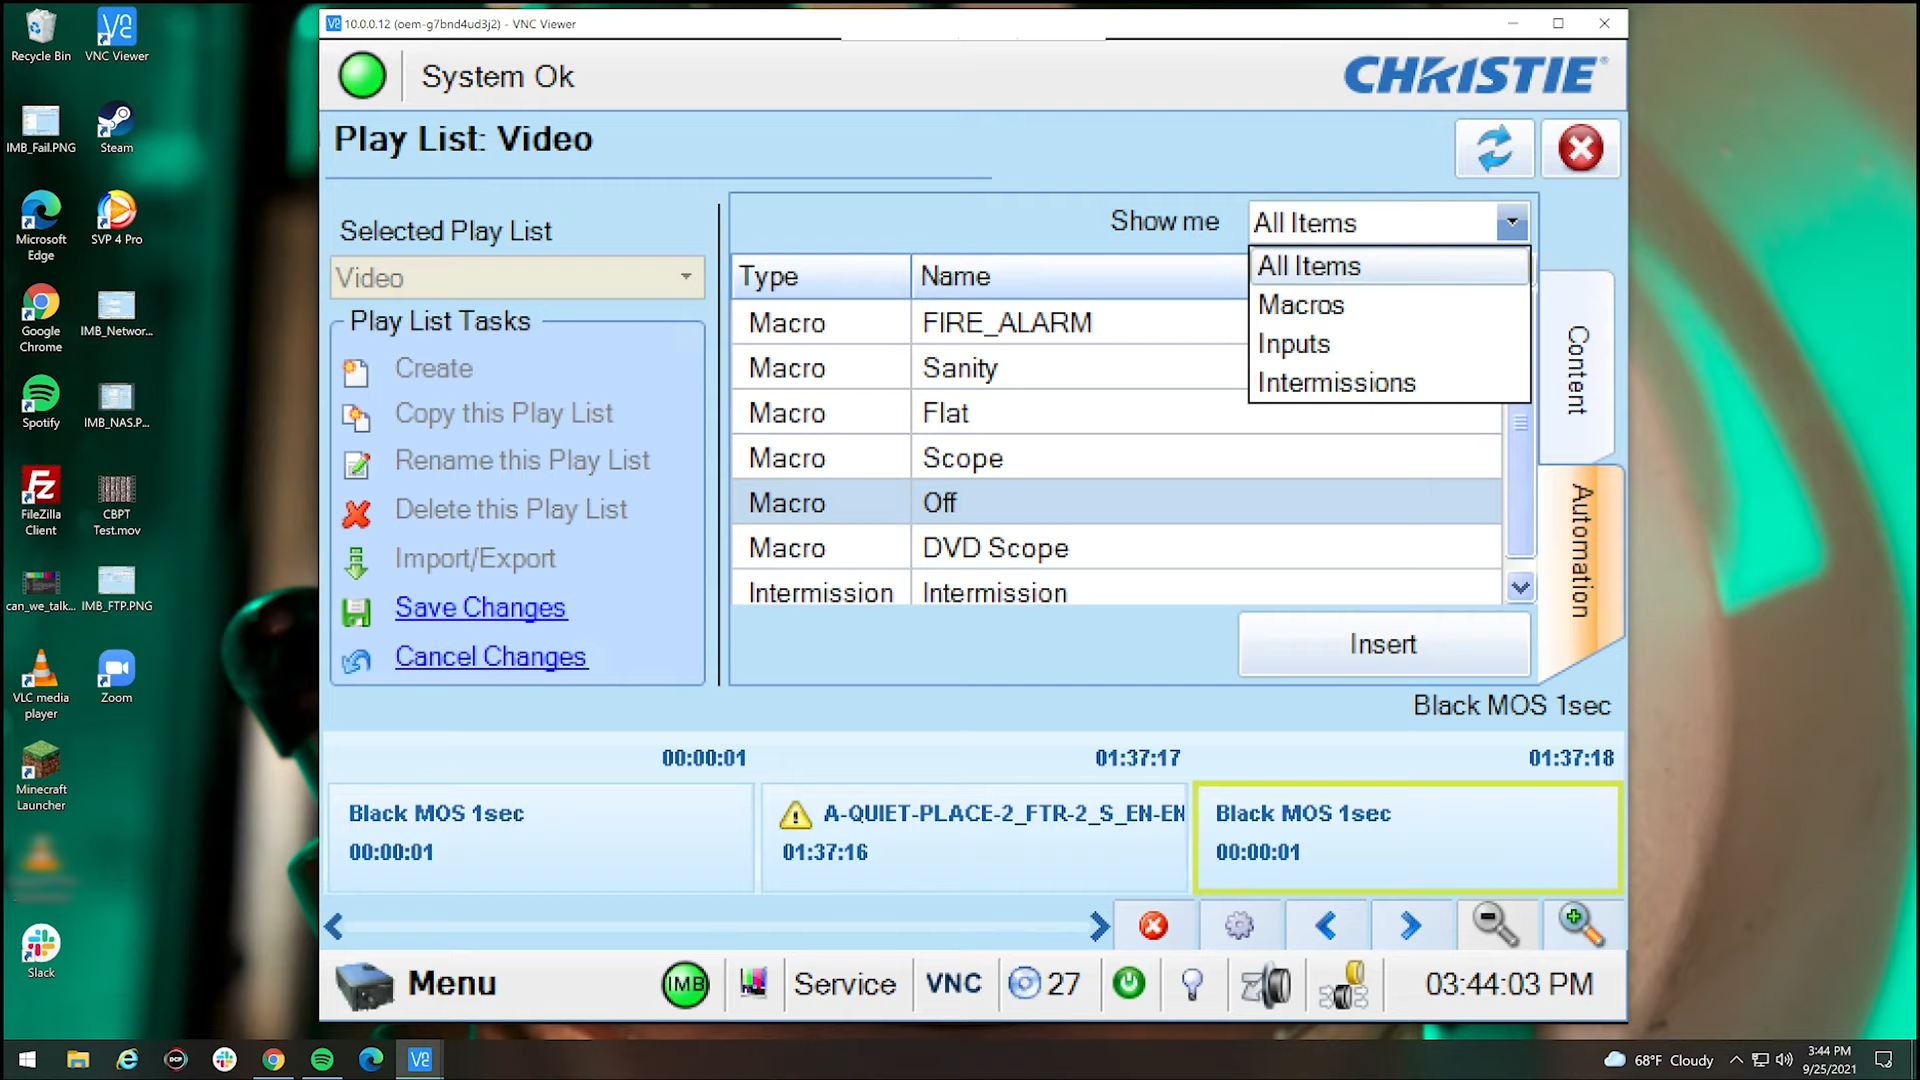 10.0.0.12 (oem-g7bnd4ud3j2) - VNC Viewer
System Ok
CHRISTIE
Play List: Video
Selected Play List
Video
Play List Tasks
Create
Copy this Play List
Rename this Play List
Delete this Play List
Import/Export
Save Changes
Cancel Changes
Show me
All Items
All Items
Macros
Inputs
Intermissions
Type Name
Macro FIRE_ALARM
Macro Sanity
Macro Flat
Macro Scope
Macro Off
Macro DVD Scope
Intermission Intermission
Insert
Content
Automation
Black MOS 1sec
00:00:01 01:37:17 01:37:18
Black MOS 1sec
00:00:01
A-QUIET-PLACE-2_FTR-2_S_EN-EN
01:37:16
Black MOS 1sec
00:00:01
Menu
IMB
Service
VNC
27
03:44:03 PM
Recycle Bin
VNC Viewer
IMB_Fail.PNG
Steam
Microsoft
Edge
SVP 4 Pro
Google
Chrome
IMB_Networ...
Spotify
IMB_NAS.P...
FileZilla
Client
CBPT
Test.mov
can_we_talk...
IMB_FTP.PNG
VLC media
player
Zoom
Minecraft
Launcher
Slack
DCP
68°F Cloudy
3:44 PM
9/25/2021